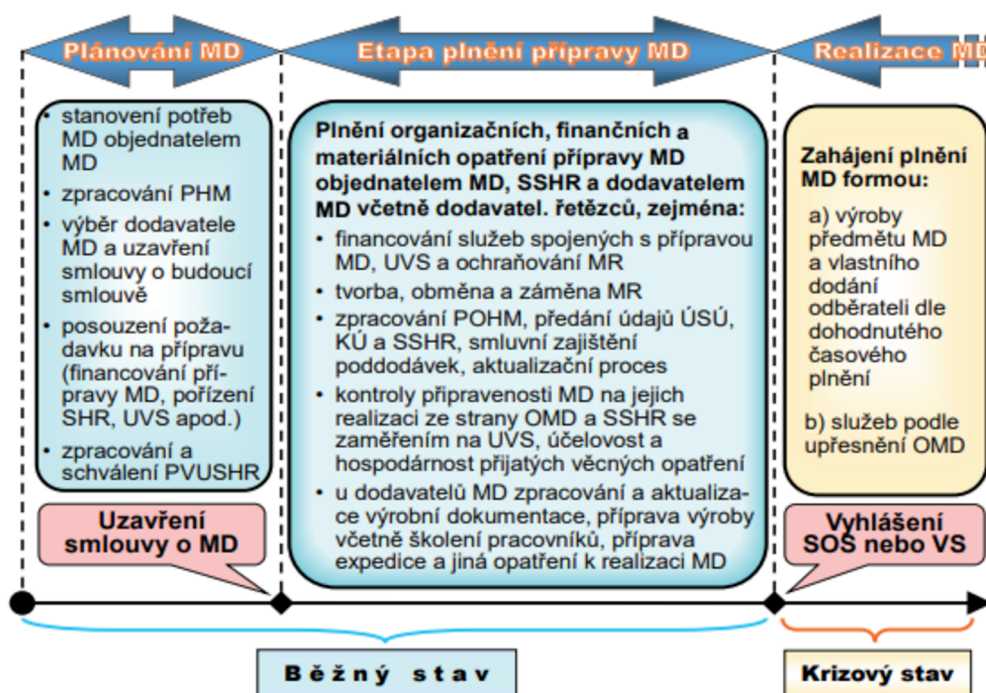 Plánování MD
Etapa plnění přípravy MD
Realizace MD
• stanovení potřeb
MD objednatelem
MD
• zpracování PHM
• výběr dodavatele
MD a uzavření
smlouvy o budoucí
smlouvě
• posouzení poža-
davku na přípravu
(financování pří-
pravy MD, pořízení
SHR, UVS apod.)
• zpracování a
schválení PVUSHR
Plnění organizačních, finančních a
materiálních opatření přípravy MD
objednatelem MD, SSHR a dodavatelem
MD včetně dodavatel. řetězců, zejména:
• financování služeb spojených s přípravou
MD, UVS a ochraňování MR
• tvorba, obměna a záměna MR
• zpracování POHM, předání údajů ÚSÚ,
KÚ a SSHR, smluvní zajištění
poddodávek, aktualizační proces
• kontroly připravenosti MD na jejich
realizaci ze strany OMD a SSHR se
zaměřením na UVS, účelovost a
hospodárnost přijatých věcných opatření
• u dodavatelů MD zpracování a aktualiza-
ce výrobní dokumentace, příprava výroby
včetně školení pracovníků, příprava
expedice a jiná opatření k realizaci MD
Zahájení plnění
MD formou:
a) výroby
předmětu MD
a vlastního
dodání
odběrateli dle
dohodnutého
časového
plnění
b) služeb podle
upřesnění OMD
Uzavření
smlouvy o MD
Vyhlášení
SOS nebo VS
Běžný stav
Krizový stav